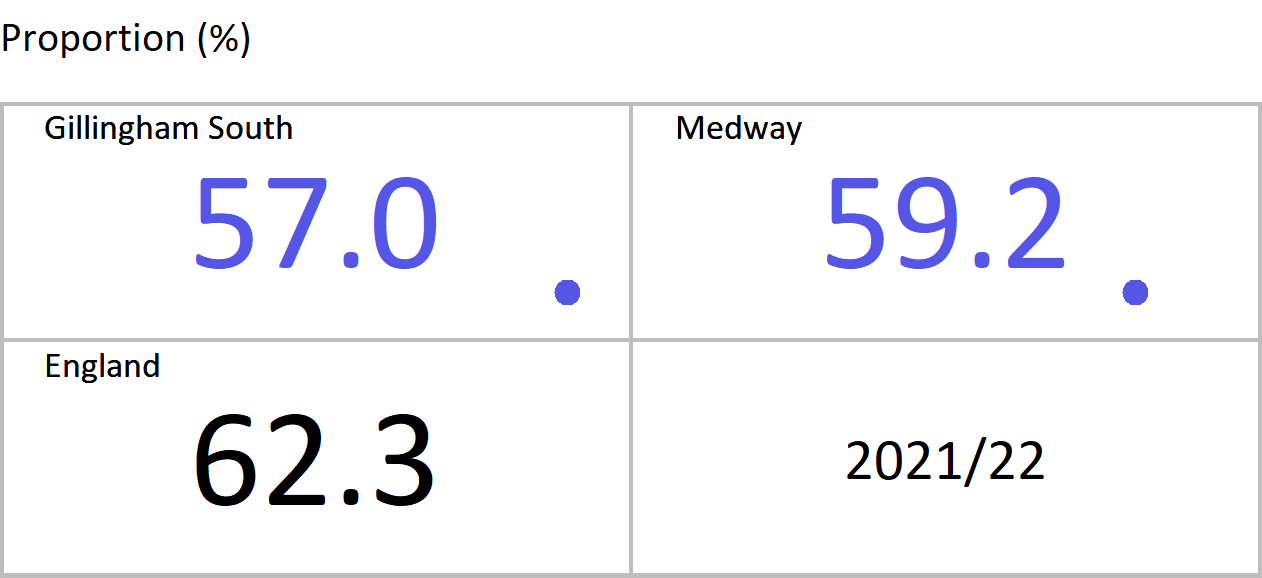 Proportion (%)
Gillingham South
57.0
Medway
59.2
England
62.3
2021/22